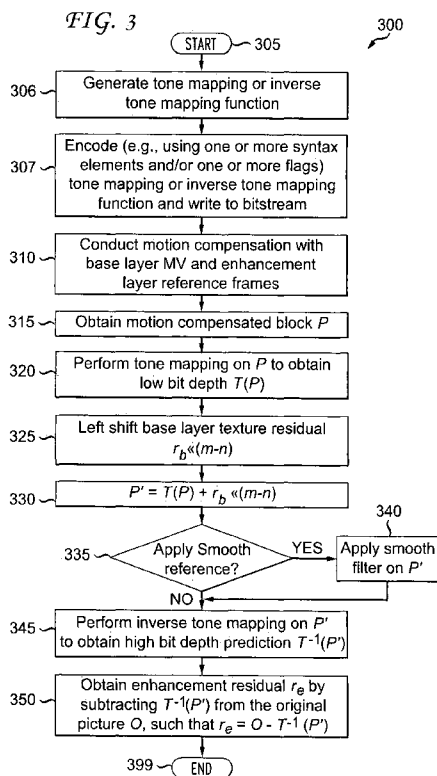 FIG. 3
START
305
300
306
Generate tone mapping or inverse
tone mapping function
307
Encode (e.g., using one or more syntax
elements and/or one or more flags)
tone mapping or inverse tone mapping
function and write to bitstream
310
Conduct motion compensation with
base layer MV and enhancement
layer reference frames
315
Obtain motion compensated block P
320
Perform tone mapping on P to obtain
low bit depth T(P)
325
Left shift base layer texture residual
r_b«(m-n)
330
P' = T(P) + r_b «(m-n)
335
Apply Smooth
reference?
YES
340
Apply smooth
filter on P'
NO
345
Perform inverse tone mapping on P'
to obtain high bit depth prediction T⁻¹(P')
350
Obtain enhancement residual r_e by
subtracting T⁻¹(P') from the original
picture O, such that r_e = O - T⁻¹ (P')
399
END